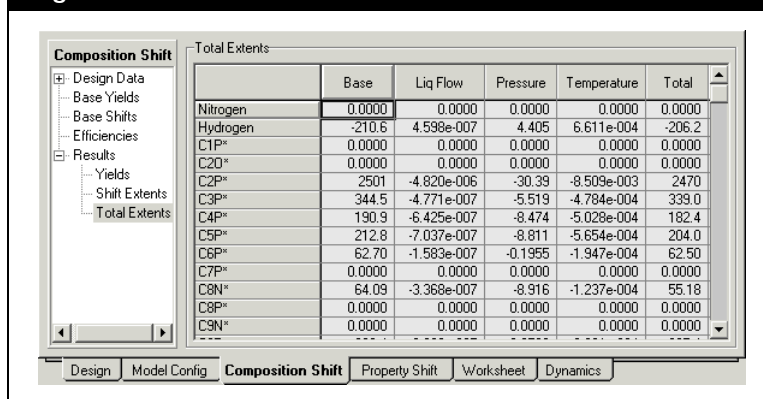 Composition Shift
Design Data
Base Yields
Base Shifts
Efficiencies
Results
Yields
Shift Extents
Total Extents
Total Extents
Base Liq Flow Pressure Temperature Total
Nitrogen 0.0000 0.0000 0.0000 0.0000 0.0000
Hydrogen -210.6 4.598e-007 4.405 6.611e-004 -206.2
C1P* 0.0000 0.0000 0.0000 0.0000 0.0000
C2O* 0.0000 0.0000 0.0000 0.0000 0.0000
C2P* 2501 -4.820e-006 -30.39 -8.509e-003 2470
C3P* 344.5 -4.771e-007 -5.519 -4.784e-004 339.0
C4P* 190.9 -6.425e-007 -8.474 -5.028e-004 182.4
C5P* 212.8 -7.037e-007 -8.811 -5.654e-004 204.0
C6P* 62.70 -1.583e-007 -0.1955 -1.947e-004 62.50
C7P* 0.0000 0.0000 0.0000 0.0000 0.0000
C8N* 64.09 -3.368e-007 -8.916 -1.237e-004 55.18
C8P* 0.0000 0.0000 0.0000 0.0000 0.0000
C9N* 0.0000 0.0000 0.0000 0.0000 0.0000
Design Model Config Composition Shift Property Shift Worksheet Dynamics